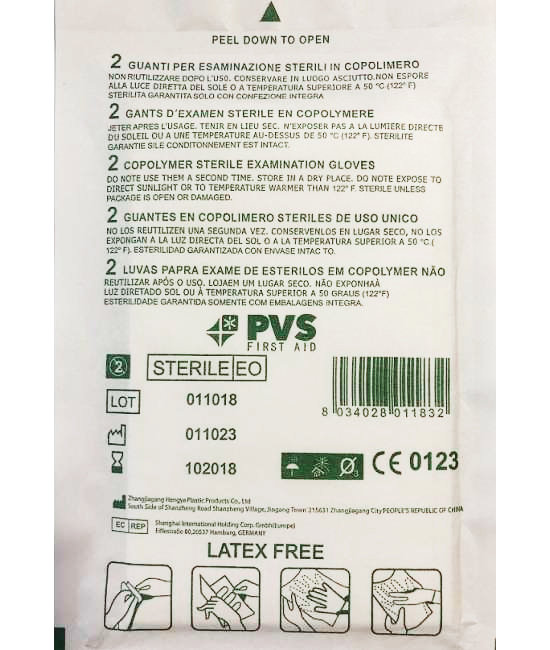 PEEL DOWN TO OPEN
2 GUANTI PER ESAMINAZIONE STERILI IN COPOLIMERO
NON RIUTILIZZARE DOPO L'USO. CONSERVARE IN LUOGO ASCIUTTO.NON ESPORE
ALLA LUCE DIRETTA DEL SOLE O A TEMPERATURA SUPERIORE A 50 °C (122° F)
STERILITA GARANTITA SOLO CON CONFEZIONE INTEGRA
2 GANTS D'EXAMEN STERILE EN COPOLYMERE
JETER APRES L'USAGE. TENIR EN LIEU SEC. N'EXPOSER PAS A LA LUMIÈRE DIRECTE
DU SOLEIL OU A UNE TEMPERATURE AU-DESSUS DE 50 °C (122° F). STERILITE
GARANTIE SILE CONDITONNEMENT EST INTACT.
2 COPOLYMER STERILE EXAMINATION GLOVES
DO NOTE USE THEM A SECOND TIME. STORE IN A DRY PLACE. DO NOTE EXPOSE TO
DIRECT SUNLIGHT OR TO TEMPERATURE WARMER THAN 122° F. STERILE UNLESS
PACKAGE IS OPEN OR DAMAGED.
2 GUANTES EN COPOLIMERO STERILES DE USO UNICO
NO LOS REUTILIZEN UNA SEGUNDA VEZ. CONSERVENLOS EN LUGAR SECO, NO LOS
EXPONGAN A LA LUZ DIRECTA DEL SOL O A LA TEMPERATURA SUPERIOR A 50 °C.(
122° F). ESTERILIDAD GARANTIZADA CON ENVASE INTAC TO.
2 LUVAS PAPRA EXAME DE ESTERILOS EM COPOLYMER NÃO
REUTILIZAR APÓS O USO. LOJAEM UM LUGAR SECO. NÃO EXPONHAA
LUZ DIRETADO SOL OU À TEMPERATURA SUPERIOR A 50 GRAUS (122°F)
ESTERILIDADE GARANTIDA SOMENTE COM EMBALAGENS INTEGRA.
PVS
FIRST AID
2 STERILE EO
LOT 011018
8 034028 011832
011023
102018
3 CE 0123
Zhangjiagang Hengya Plastic Products Co., Ltd
South Side of Shanzheng Road Shanzheng Village, Jiagang Town 215631 Zhangjiagang City PEOPLE'S REPUBLIC OF CHINA
EC REP Shanghai International Holding Corp. GmbH(Europe)
Eiffestraße 80,20537 Hamburg, GERMANY
LATEX FREE